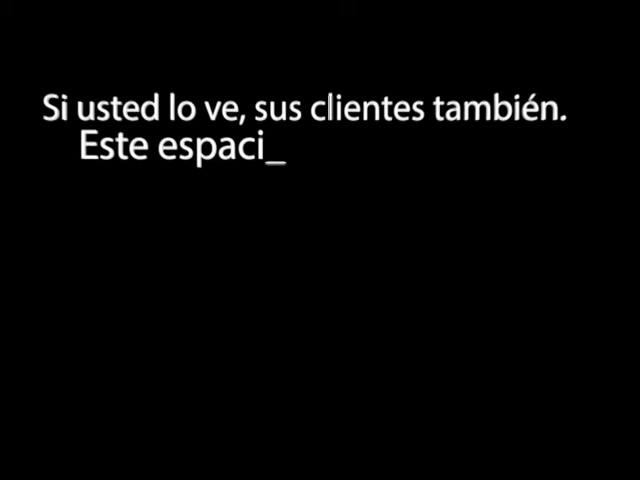 Si usted lo ve, sus clientes también.
Este espaci_